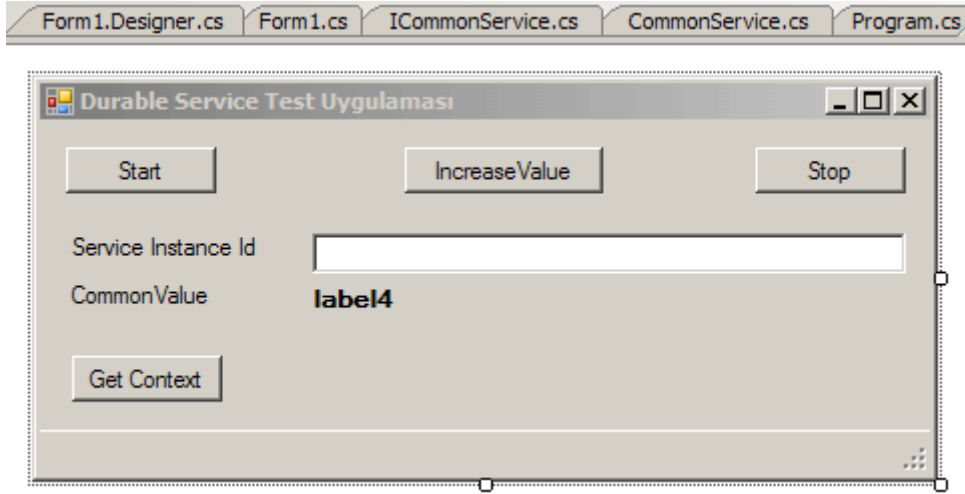 Form1.Designer.cs Form1.cs ICommonService.cs CommonService.cs Program.cs
Durable Service Test Uygulaması
Start IncreaseValue Stop
Service Instance Id
CommonValue label4
Get Context